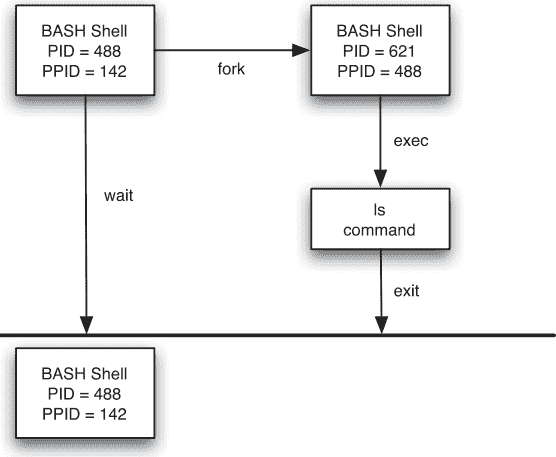 BASH Shell
PID = 488
PPID = 142
fork
BASH Shell
PID = 621
PPID = 488
wait
exec
ls
command
exit
BASH Shell
PID = 488
PPID = 142